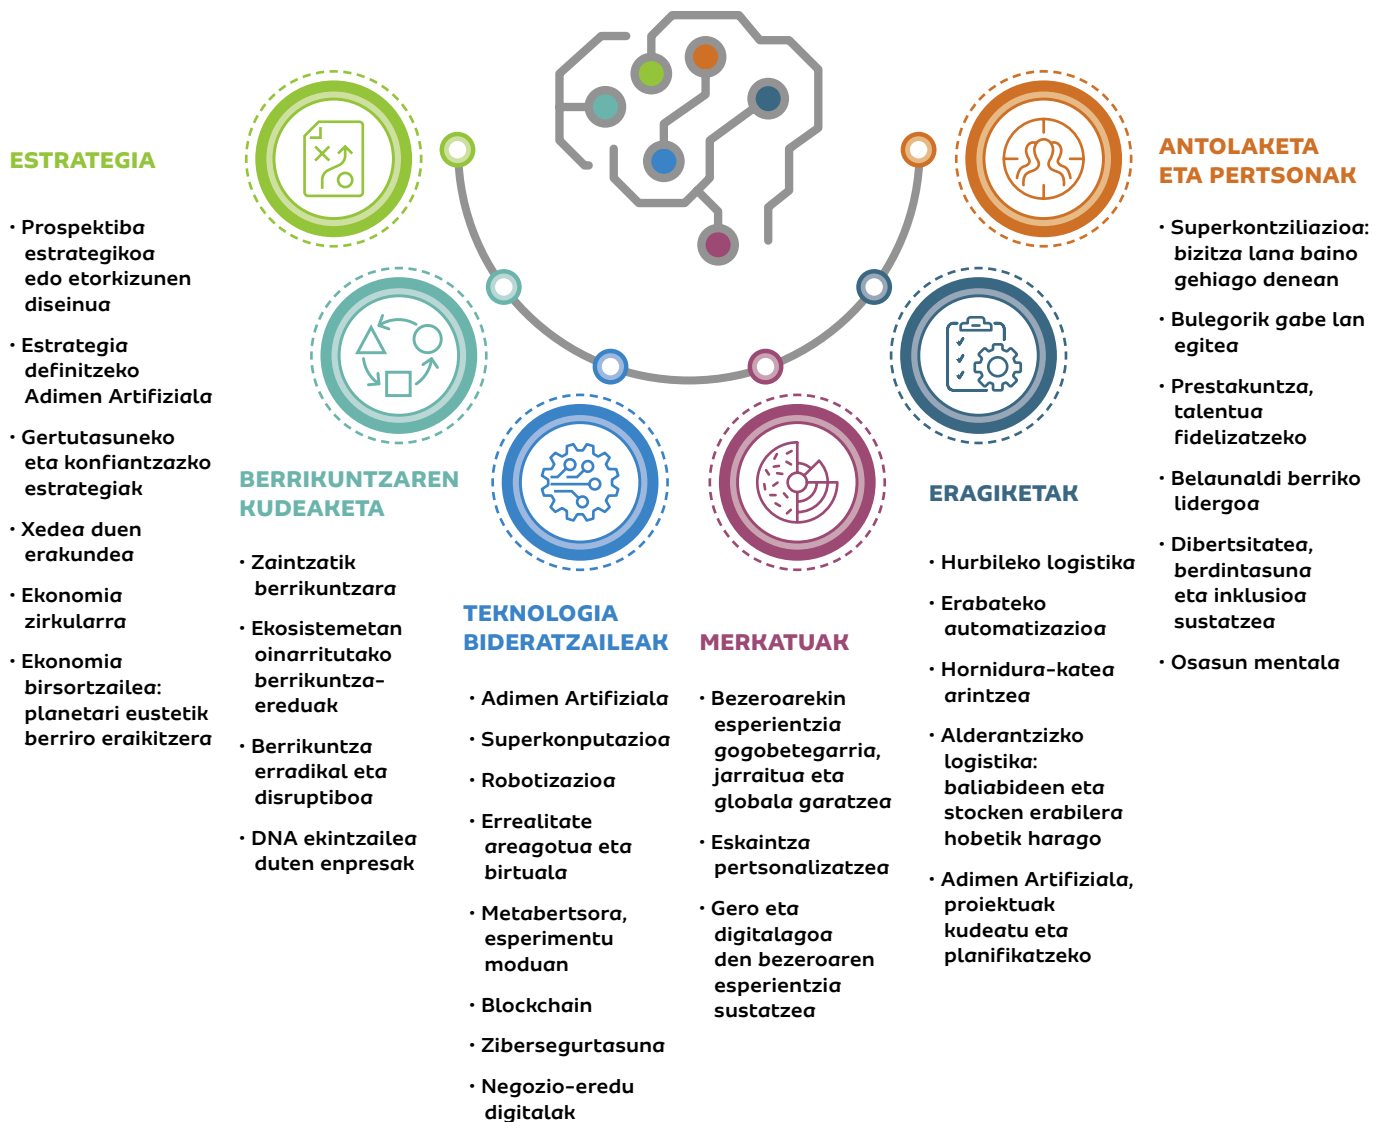 ESTRATEGIA
· Prospektiba
estrategikoa
edo etorkizunen
diseinua
· Estrategia
definitzeko
Adimen Artifiziala
· Gertutasuneko
eta konfiantzazko
estrategiak
· Xedea duen
erakundea
· Ekonomia
zirkularra
· Ekonomia
birsortzailea:
planetari eustetik
berriro eraikitzera
BERRIKUNTZAREN
KUDEAKETA
· Zaintzatik
berrikuntzara
· Ekosistemetan
oinarritutako
berrikuntza-
ereduak
· Berrikuntza
erradikal eta
disruptiboa
· DNA ekintzailea
duten enpresak
TEKNOLOGIA
BIDERATZAILEAK
· Adimen Artifiziala
· Superkonputazioa
· Robotizazioa
· Errealitate
areagotua eta
birtuala
· Metabertsora,
esperimentu
moduan
· Blockchain
· Zibersegurtasuna
· Negozio-eredu
digitalak
MERKATUAK
· Bezeroarekin
esperientzia
gogobetegarria,
jarraitua eta
globala garatzea
· Eskaintza
pertsonalizatzea
· Gero eta
digitalagoa
den bezeroaren
esperientzia
sustatzea
ERAGIKETAK
· Hurbileko logistika
· Erabateko
automatizazioa
· Hornidura-katea
arintzea
· Alderantzizko
logistika:
baliabideen eta
stocken erabilera
hobetik harago
· Adimen Artifiziala,
proiektuak
kudeatu eta
planifikatzeko
ANTOLAKETA
ETA PERTSONAK
· Superkontziliazioa:
bizitza lana baino
gehiago denean
· Bulegorik gabe lan
egitea
· Prestakuntza,
talentua
fidelizatzeko
· Belaunaldi berriko
lidergoa
· Dibertsitatea,
berdintasuna
eta inklusioa
sustatzea
· Osasun mentala